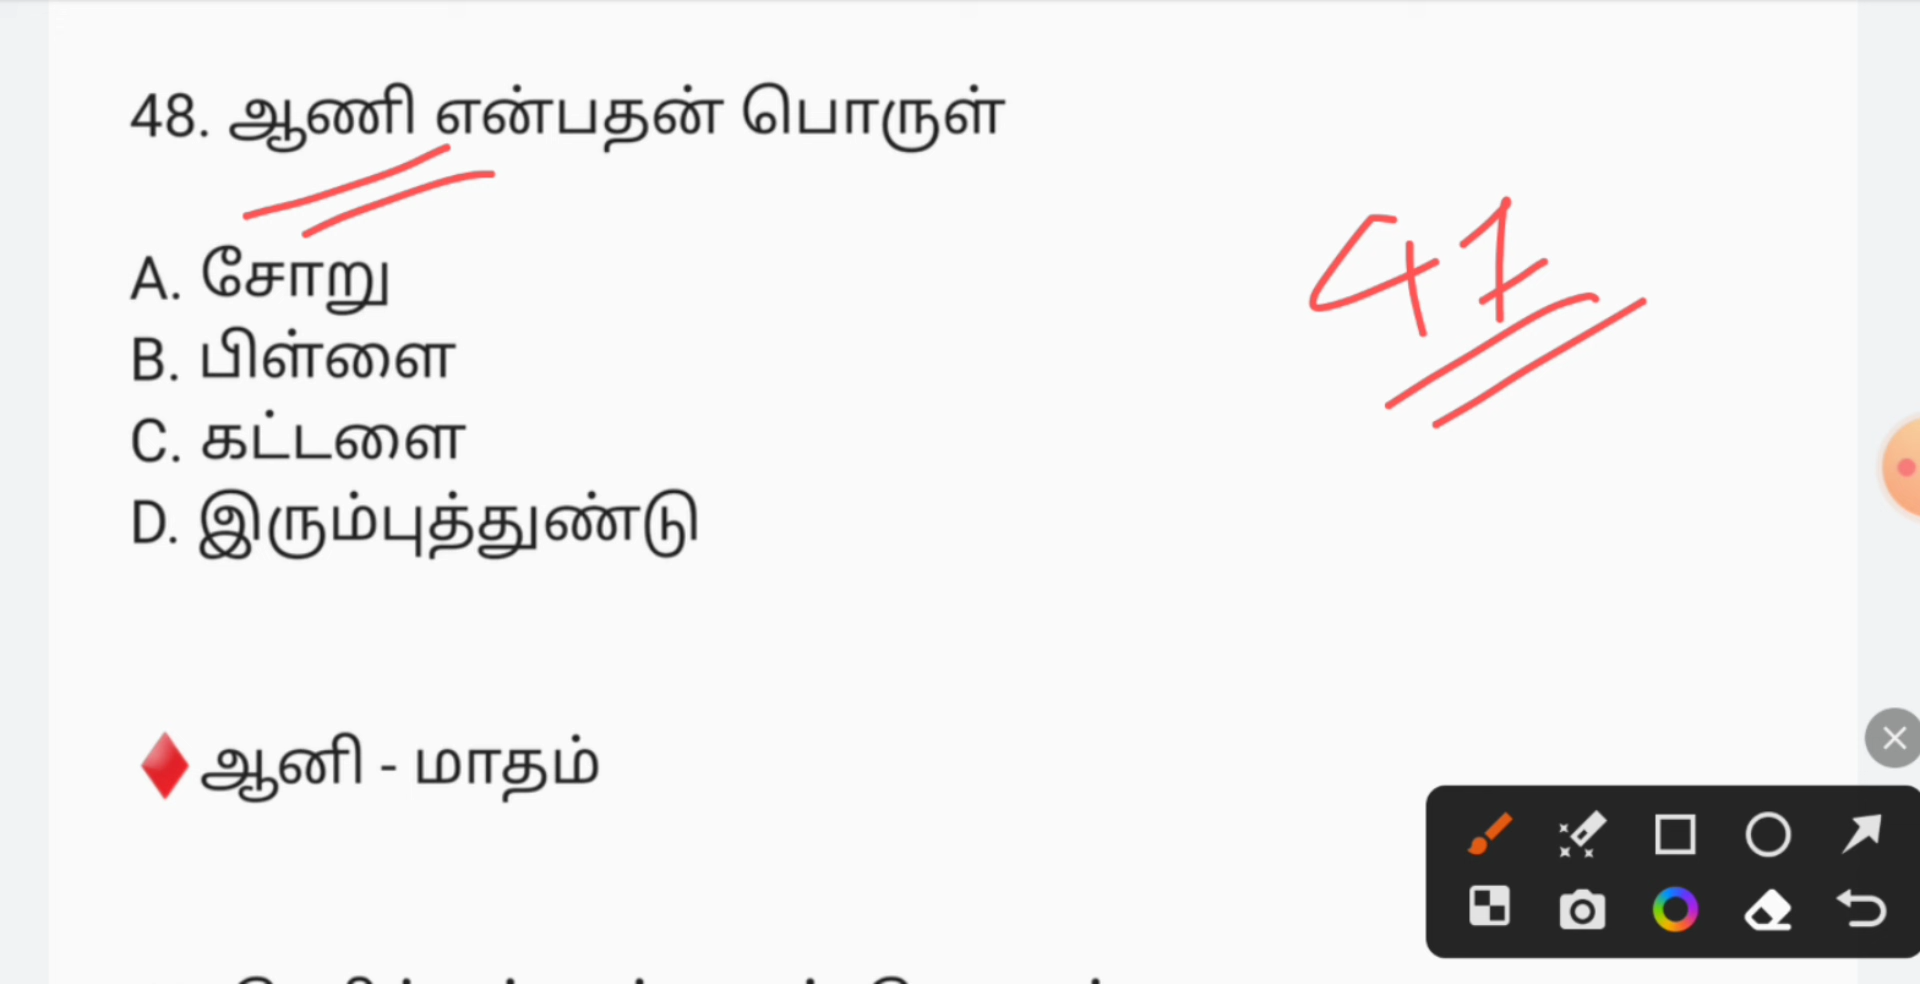 48. ஆணி என்பதன் பொருள்
A. சோறு
B. பிள்ளை
C. கட்டளை
D. இரும்புத்துண்டு
47
ஆனி - மாதம்